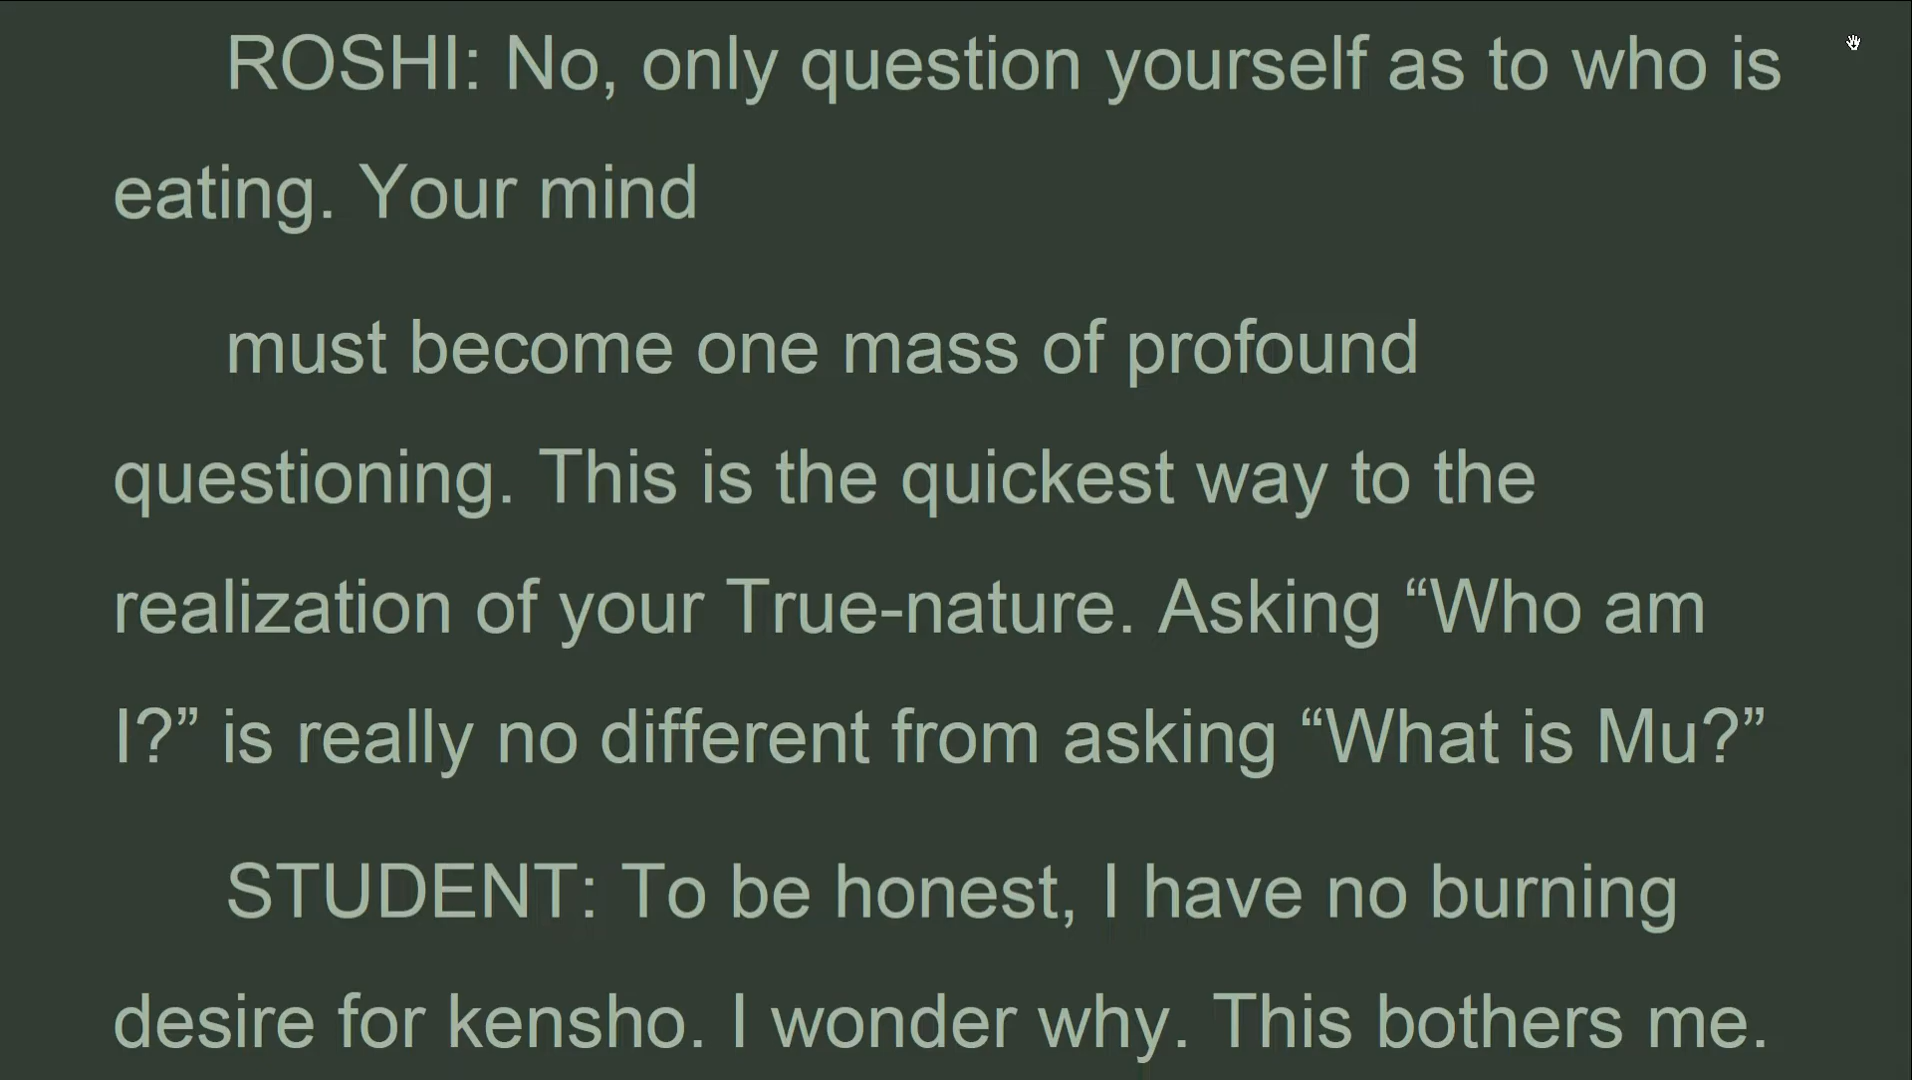 ROSHI: No, only question yourself as to who is
eating. Your mind
must become one mass of profound
questioning. This is the quickest way to the
realization of your True-nature. Asking “Who am
I?” is really no different from asking “What is Mu?”
STUDENT: To be honest, I have no burning
desire for kensho. I wonder why. This bothers me.